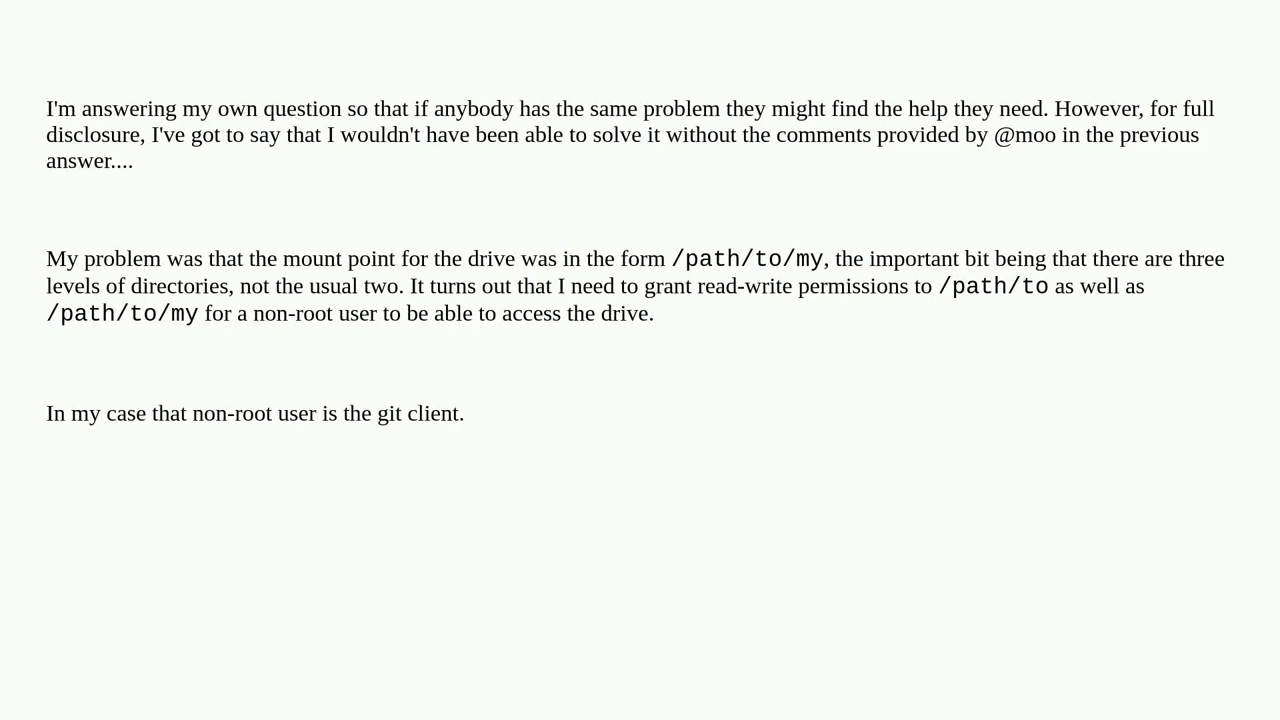 I'm answering my own question so that if anybody has the same problem they might find the help they need. However, for full
disclosure, I've got to say that I wouldn't have been able to solve it without the comments provided by @moo in the previous
answer....
My problem was that the mount point for the drive was in the form /path/to/my, the important bit being that there are three
levels of directories, not the usual two. It turns out that I need to grant read-write permissions to /path/to as well as
/path/to/my for a non-root user to be able to access the drive.
In my case that non-root user is the git client.